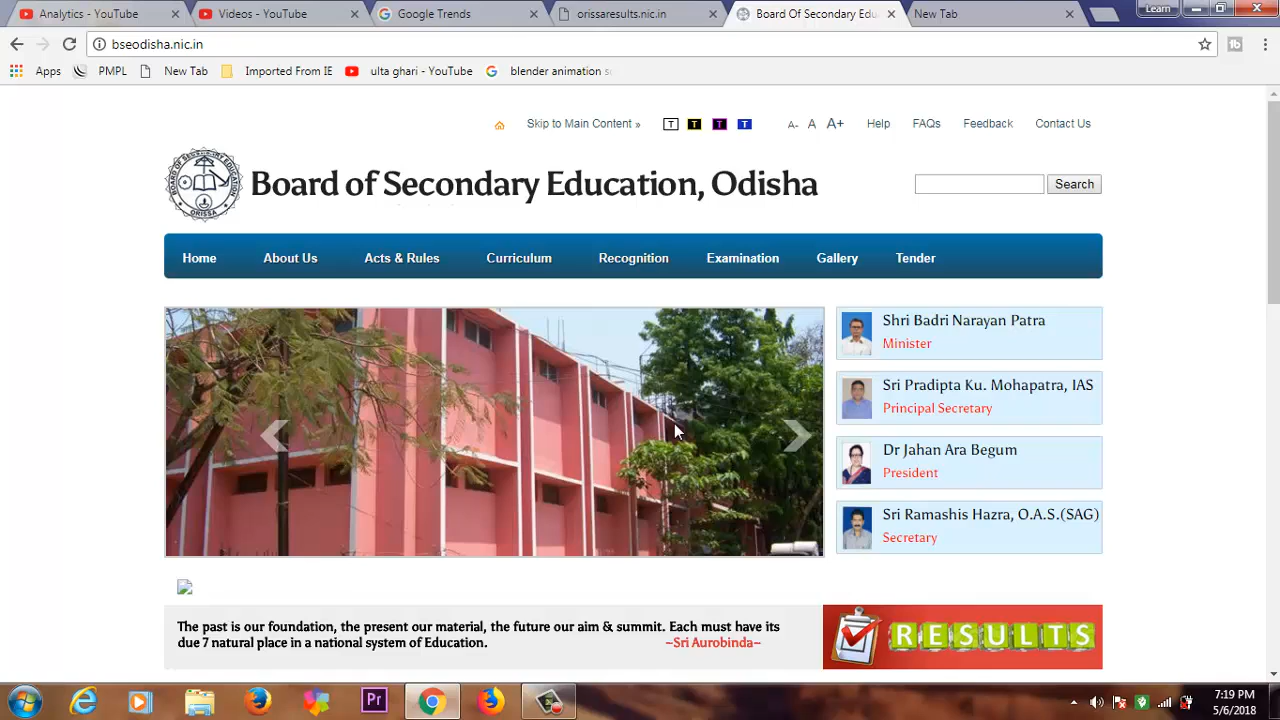 Analytics - YouTube
Videos - YouTube
Google Trends
orissaresults.nic.in
Board Of Secondary Edu
New Tab
Learn
bseodisha.nic.in
Apps
PMPL
New Tab
Imported From IE
ulta ghari - YouTube
blender animation s
Skip to Main Content »
T T T T
A- A A+
Help
FAQs
Feedback
Contact Us
BOARD OF SECONDARY EDUCATION
ORISSA
Board of Secondary Education, Odisha
Search
Home
About Us
Acts & Rules
Curriculum
Recognition
Examination
Gallery
Tender
Shri Badri Narayan Patra
Minister
Sri Pradipta Ku. Mohapatra, IAS
Principal Secretary
Dr Jahan Ara Begum
President
Sri Ramashis Hazra, O.A.S.(SAG)
Secretary
The past is our foundation, the present our material, the future our aim & summit. Each must have its
due 7 natural place in a national system of Education.
~Sri Aurobinda~
RESULTS
Pr
7:19 PM
5/6/2018